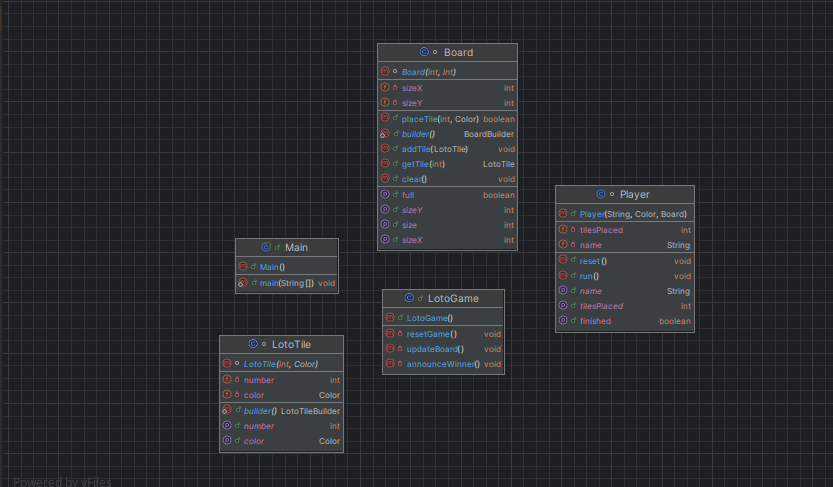 Board
Board(int, int)
sizeX int
sizeY int
placeTile(int, Color) boolean
builder() BoardBuilder
addTile(LotoTile) void
getTile(int) LotoTile
clear() void
full boolean
sizeY int
size int
sizeX int
Player
Player(String, Color, Board)
tilesPlaced int
name String
reset() void
run() void
name String
tilesPlaced int
finished boolean
Main
Main()
main(String[]) void
LotoGame
LotoGame()
resetGame() void
updateBoard() void
announceWinner() void
LotoTile
LotoTile(int, Color)
number int
color Color
builder() LotoTileBuilder
number int
color Color
Powered by yFiles